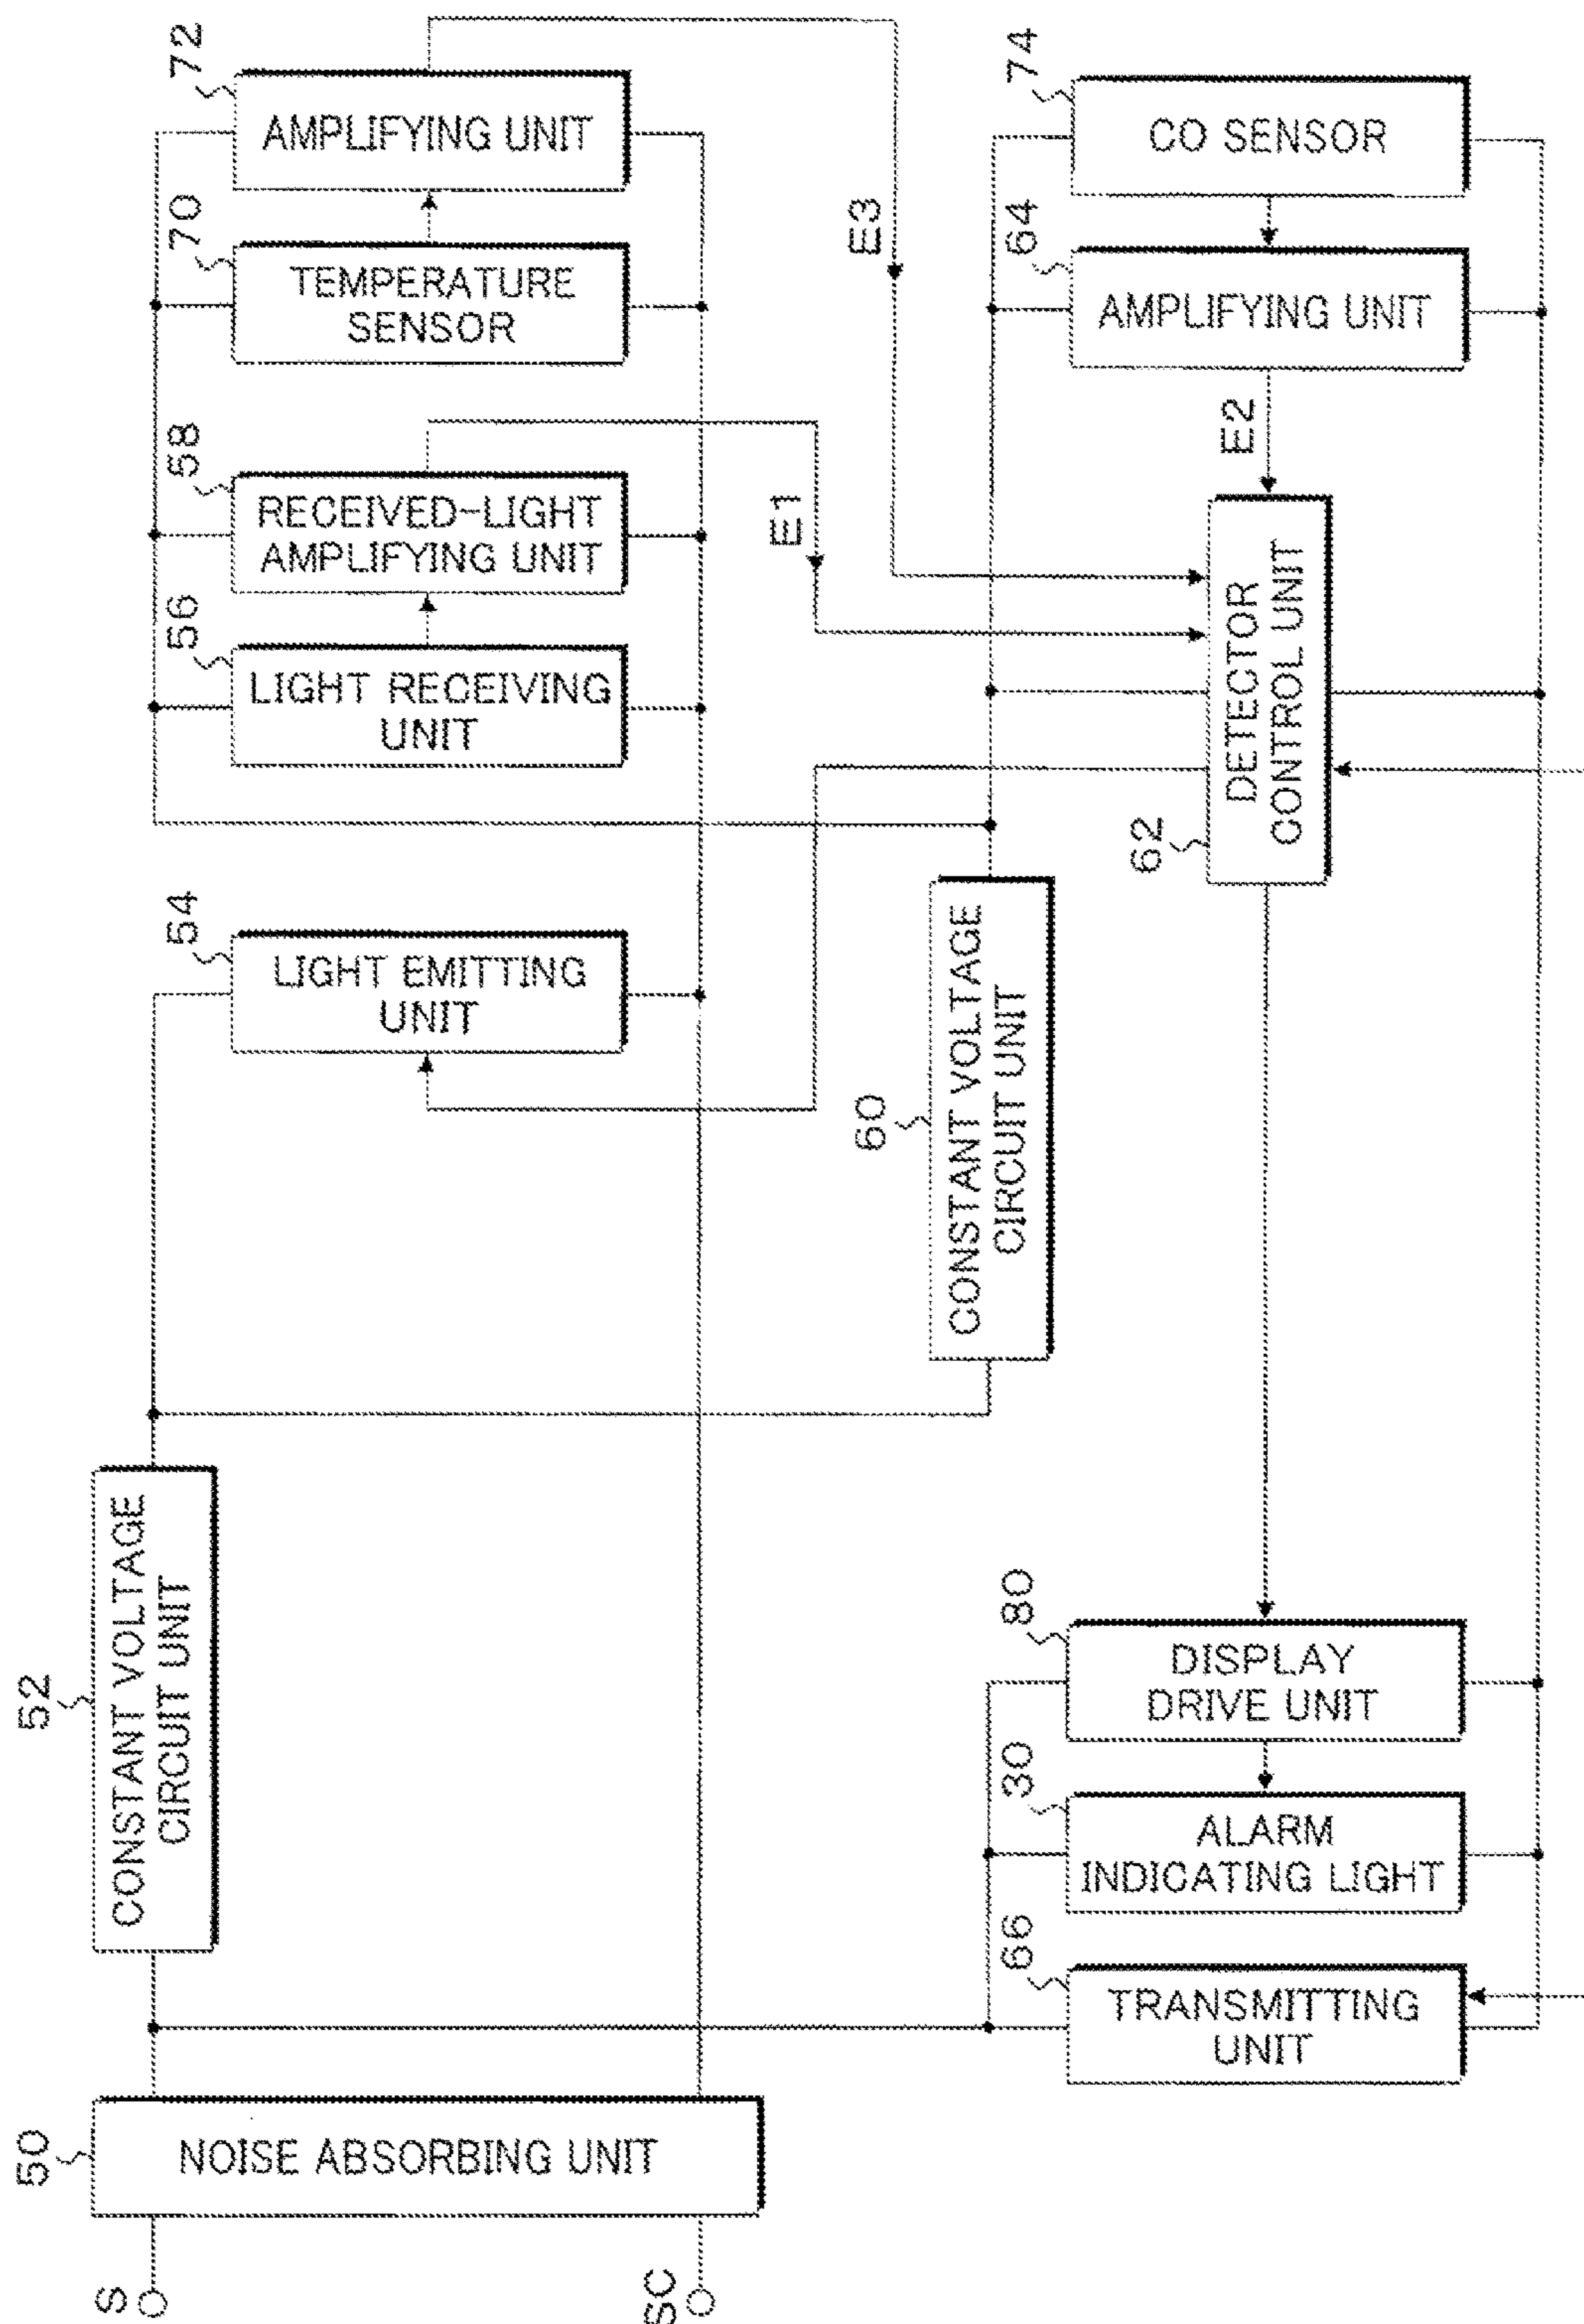 72
AMPLIFYING UNIT
70
TEMPERATURE
SENSOR
58
RECEIVED-LIGHT
AMPLIFYING UNIT
56
LIGHT RECEIVING
UNIT
54
LIGHT EMITTING
UNIT
E3
E1
74
CO SENSOR
64
AMPLIFYING UNIT
E2
62
DETECTOR
CONTROL UNIT
60
CONSTANT VOLTAGE
CIRCUIT UNIT
52
CONSTANT VOLTAGE
CIRCUIT UNIT
80
DISPLAY
DRIVE UNIT
30
ALARM
INDICATING LIGHT
66
TRANSMITTING
UNIT
50
NOISE ABSORBING UNIT
S
SC